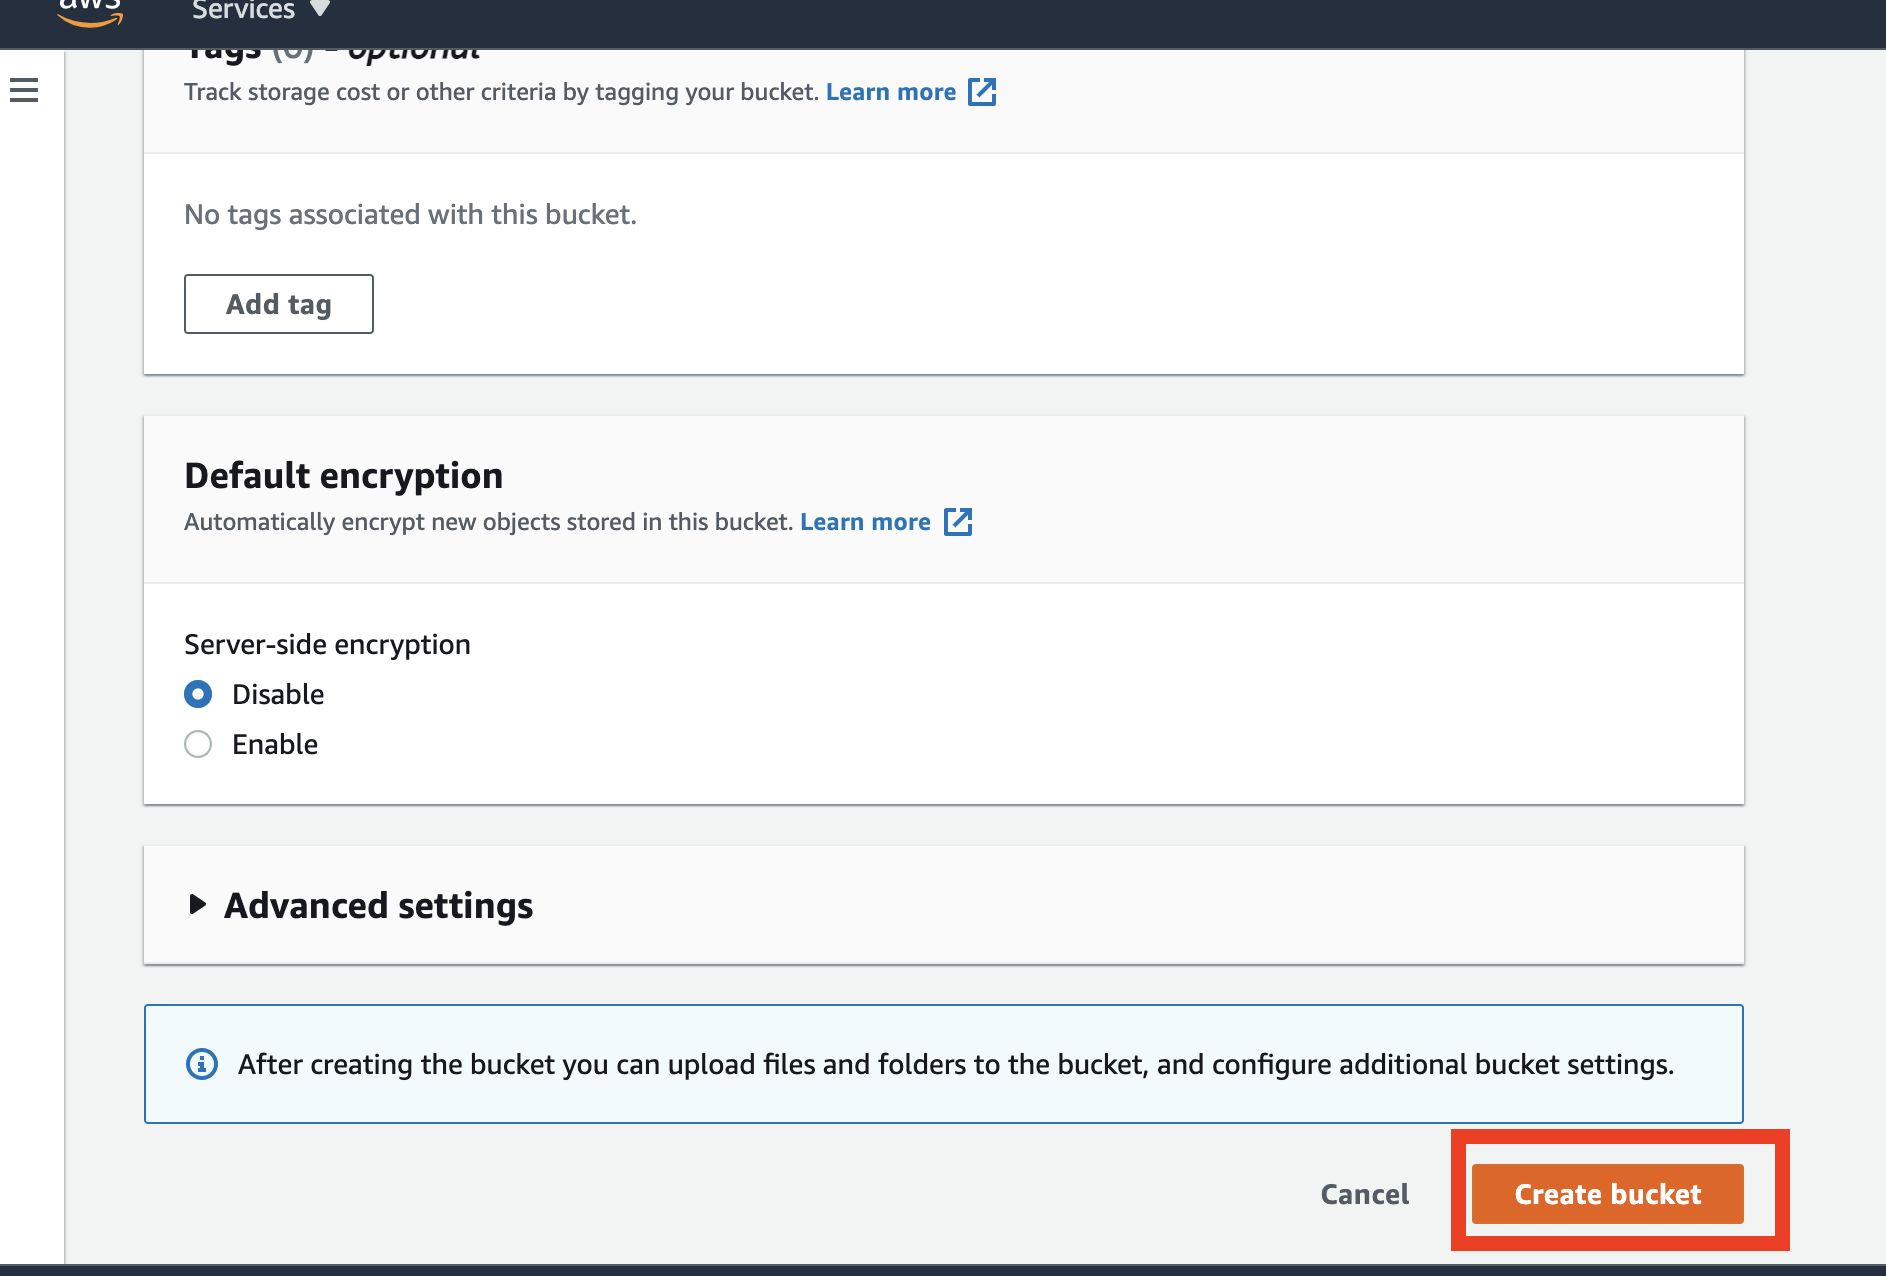 aws
Services
Tags (0) - optional
Track storage cost or other criteria by tagging your bucket. Learn more
No tags associated with this bucket.
Add tag
Default encryption
Automatically encrypt new objects stored in this bucket. Learn more
Server-side encryption
Disable
Enable
Advanced settings
After creating the bucket you can upload files and folders to the bucket, and configure additional bucket settings.
Cancel
Create bucket